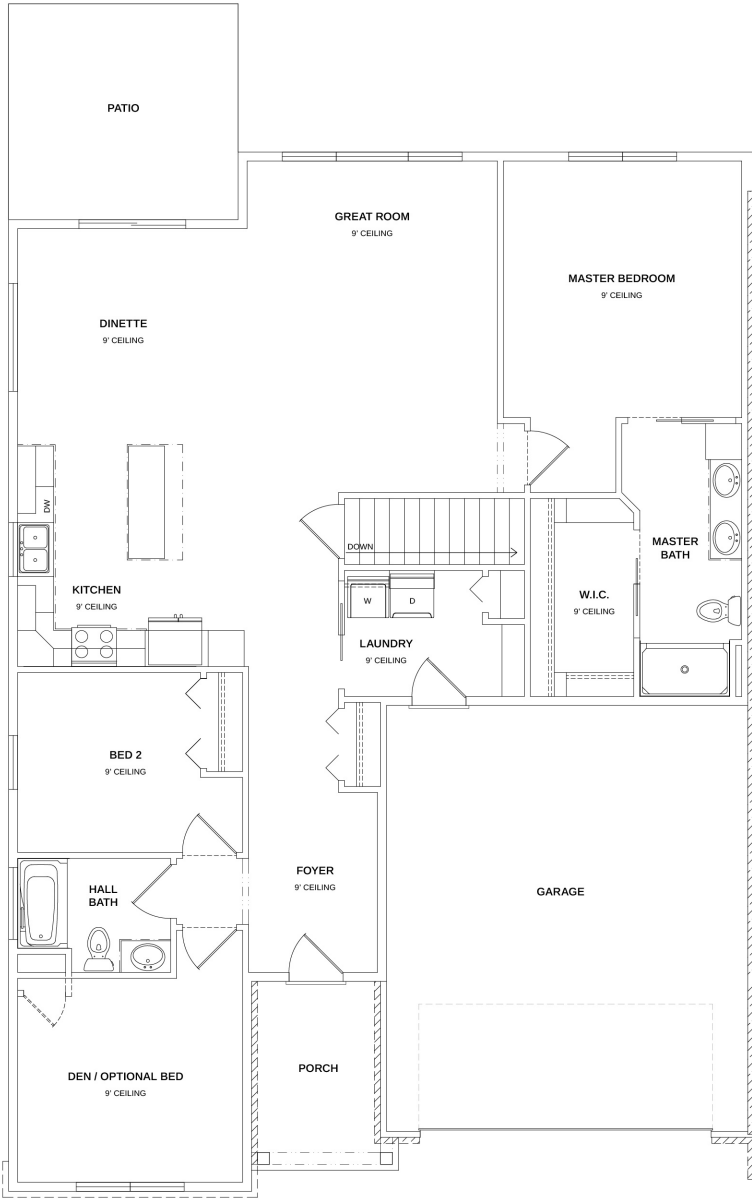 PATIO
GREAT ROOM
9' CEILING
MASTER BEDROOM
9' CEILING
DINETTE
9' CEILING
DW
DOWN
MASTER
BATH
KITCHEN
9' CEILING
W
D
W.I.C.
9' CEILING
LAUNDRY
9' CEILING
BED 2
9' CEILING
HALL
BATH
FOYER
9' CEILING
GARAGE
PORCH
DEN / OPTIONAL BED
9' CEILING